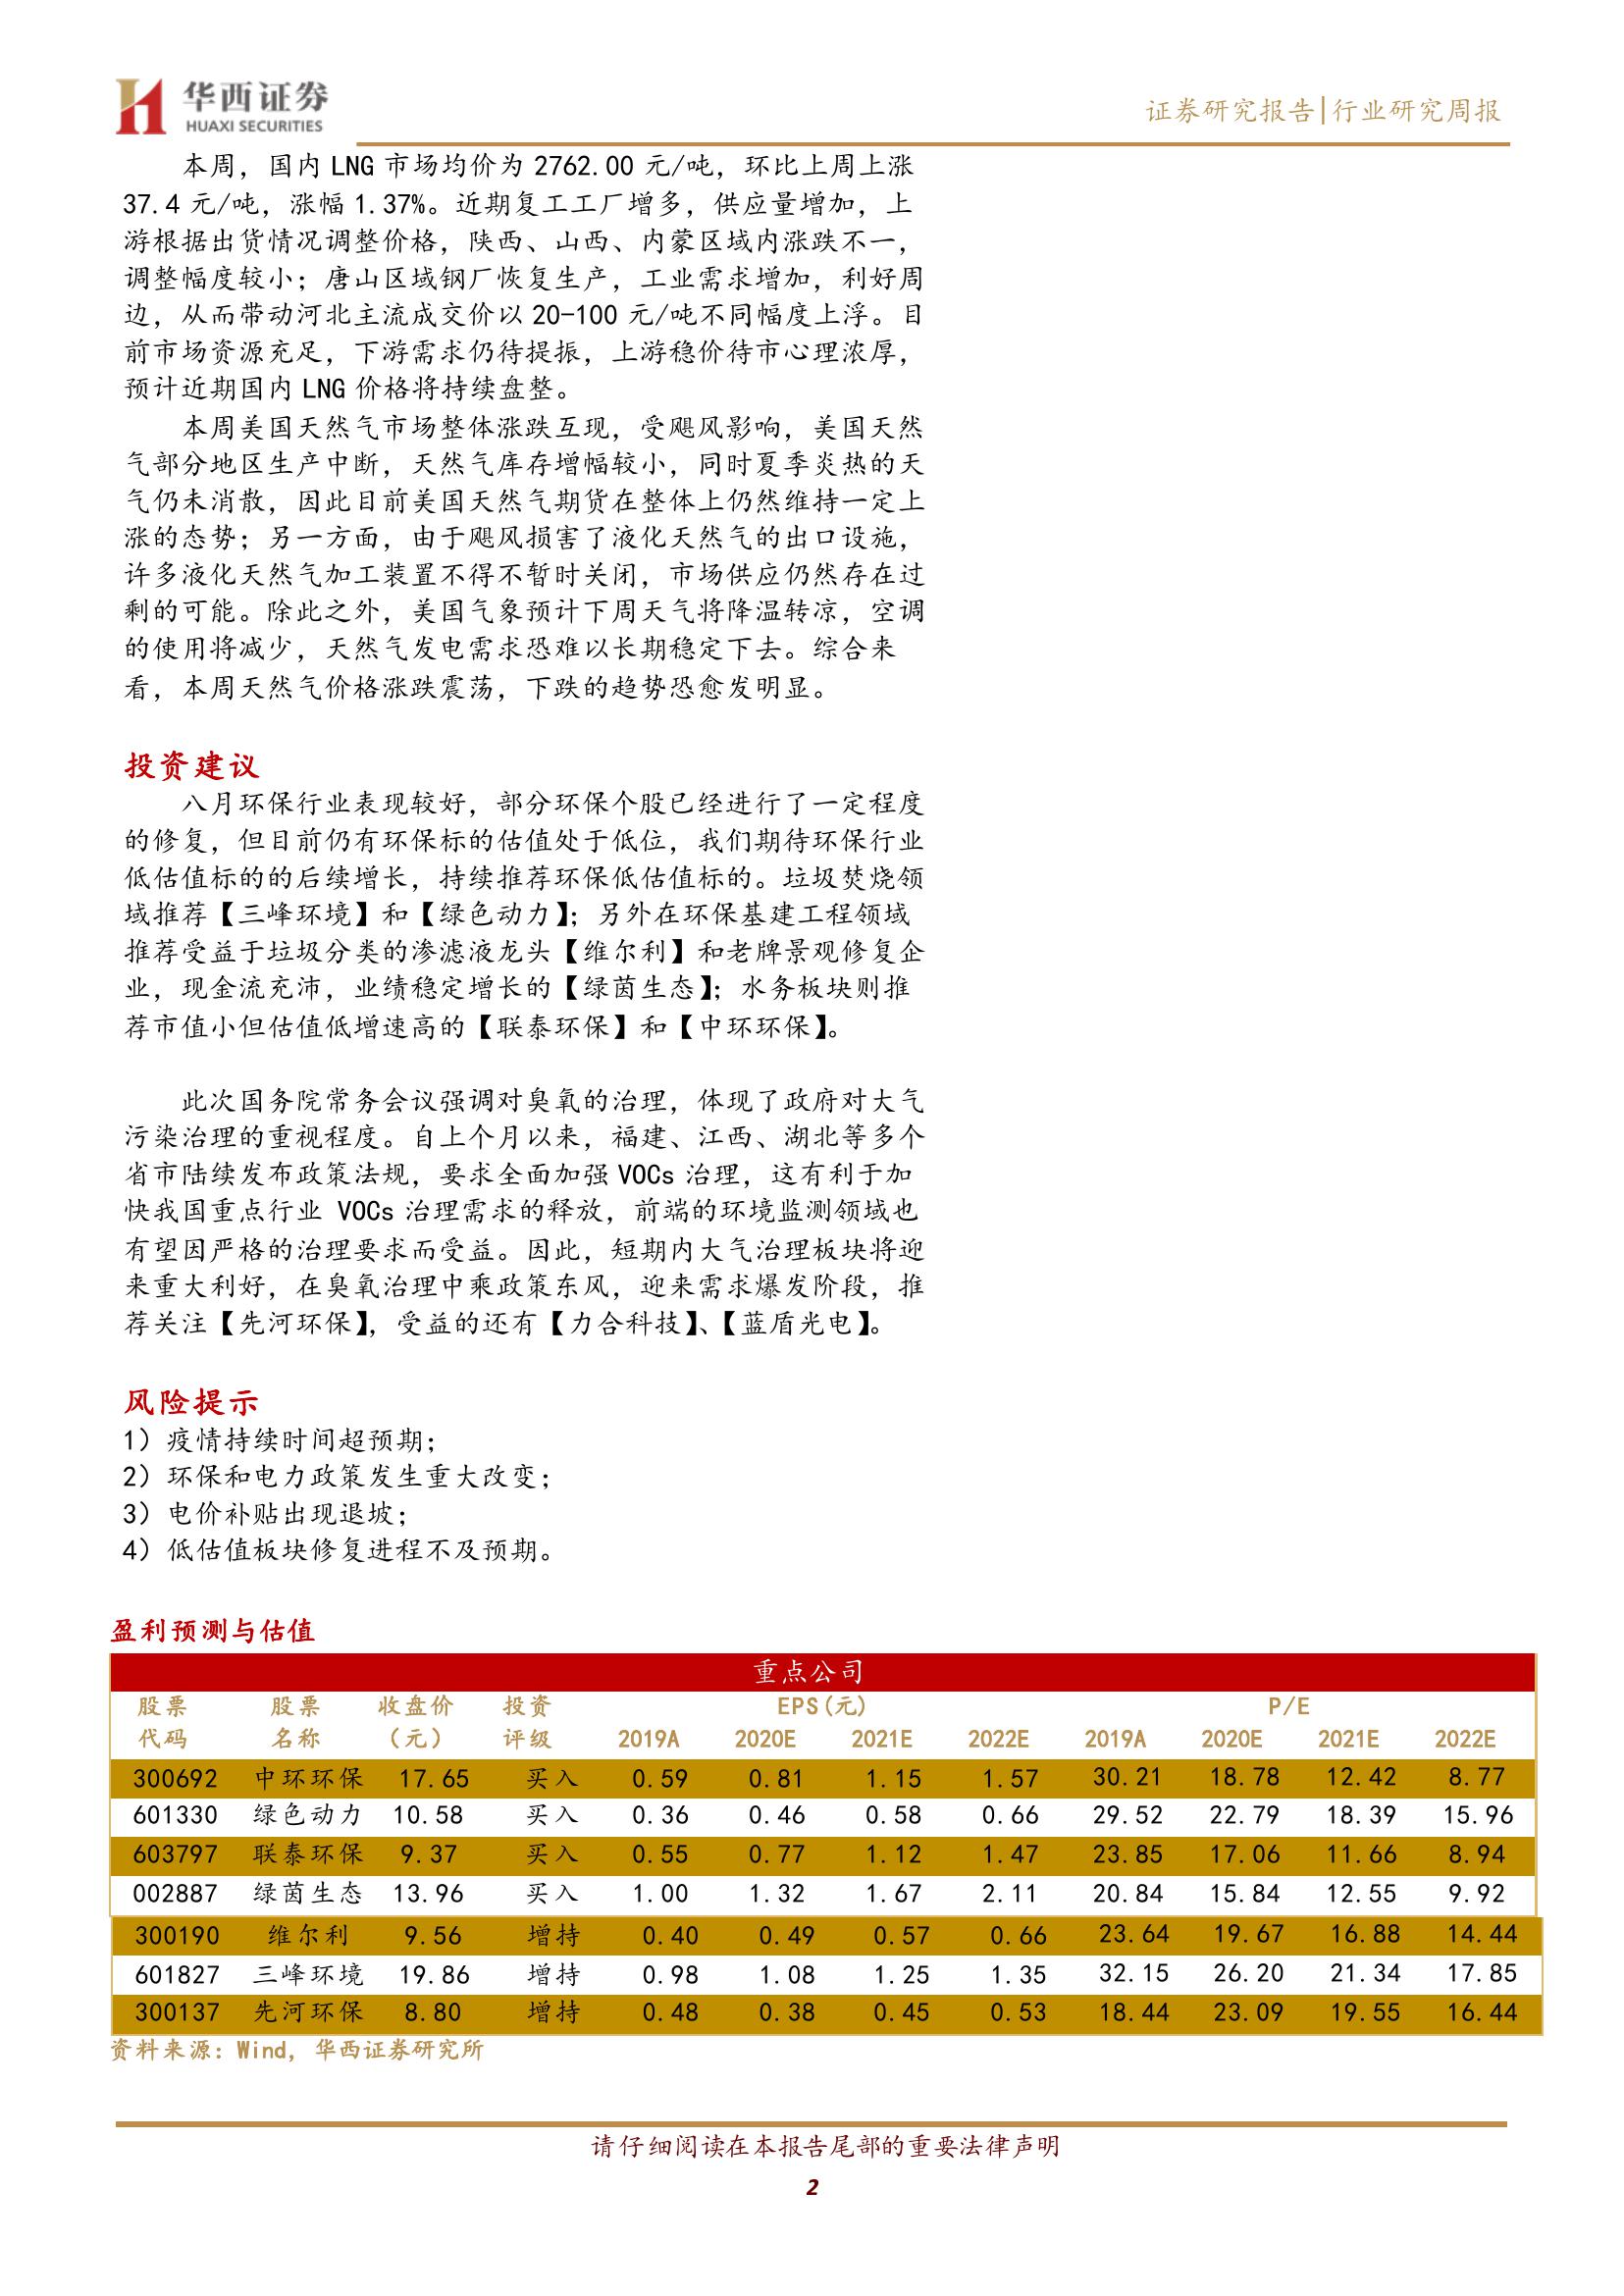 华西证券
HUAXI SECURITIES
证券研究报告|行业研究周报
本周，国内 LNG 市场均价为 2762.00 元/吨，环比上周上涨
37.4 元/吨，涨幅 1.37%。近期复工工厂增多，供应量增加，上
游根据出货情况调整价格，陕西、山西、内蒙区域内涨跌不一，
调整幅度较小；唐山区域钢厂恢复生产，工业需求增加，利好周
边，从而带动河北主流成交价以 20-100 元/吨不同幅度上浮。目
前市场资源充足，下游需求仍待提振，上游稳价待市心理浓厚，
预计近期国内 LNG 价格将持续盘整。
本周美国天然气市场整体涨跌互现，受飓风影响，美国天然
气部分地区生产中断，天然气库存增幅较小，同时夏季炎热的天
气仍未消散，因此目前美国天然气期货在整体上仍然维持一定上
涨的态势；另一方面，由于飓风损害了液化天然气的出口设施，
许多液化天然气加工装置不得不暂时关闭，市场供应仍然存在过
剩的可能。除此之外，美国气象预计下周天气将降温转凉，空调
的使用将减少，天然气发电需求恐难以长期稳定下去。综合来
看，本周天然气价格涨跌震荡，下跌的趋势恐愈发明显。
投资建议
八月环保行业表现较好，部分环保个股已经进行了一定程度
的修复，但目前仍有环保标的估值处于低位，我们期待环保行业
低估值标的的后续增长，持续推荐环保低估值标的。垃圾焚烧领
域推荐【三峰环境】和【绿色动力】；另外在环保基建工程领域
推荐受益于垃圾分类的渗滤液龙头【维尔利】和老牌景观修复企
业，现金流充沛，业绩稳定增长的【绿茵生态】；水务板块则推
荐市值小但估值低增速高的【联泰环保】和【中环环保】。
此次国务院常务会议强调对臭氧的治理，体现了政府对大气
污染治理的重视程度。自上个月以来，福建、江西、湖北等多个
省市陆续发布政策法规，要求全面加强 VOCs 治理，这有利于加
快我国重点行业 VOCs 治理需求的释放，前端的环境监测领域也
有望因严格的治理要求而受益。因此，短期内大气治理板块将迎
来重大利好，在臭氧治理中乘政策东风，迎来需求爆发阶段，推
荐关注【先河环保】，受益的还有【力合科技】、【蓝盾光电】。
风险提示
1）疫情持续时间超预期；
2）环保和电力政策发生重大改变；
3）电价补贴出现退坡；
4）低估值板块修复进程不及预期。
盈利预测与估值
重点公司
股票 股票 收盘价 投资 EPS(元) P/E
代码 名称 （元） 评级 2019A 2020E 2021E 2022E 2019A 2020E 2021E 2022E
300692 中环环保 17.65 买入 0.59 0.81 1.15 1.57 30.21 18.78 12.42 8.77
601330 绿色动力 10.58 买入 0.36 0.46 0.58 0.66 29.52 22.79 18.39 15.96
603797 联泰环保 9.37 买入 0.55 0.77 1.12 1.47 23.85 17.06 11.66 8.94
002887 绿茵生态 13.96 买入 1.00 1.32 1.67 2.11 20.84 15.84 12.55 9.92
300190 维尔利 9.56 增持 0.40 0.49 0.57 0.66 23.64 19.67 16.88 14.44
601827 三峰环境 19.86 增持 0.98 1.08 1.25 1.35 32.15 26.20 21.34 17.85
300137 先河环保 8.80 增持 0.48 0.38 0.45 0.53 18.44 23.09 19.55 16.44
资料来源：Wind，华西证券研究所
请仔细阅读在本报告尾部的重要法律声明
2